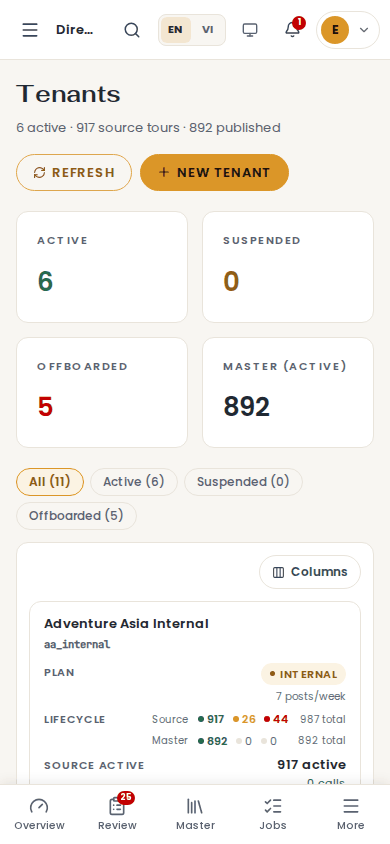 Dire...
EN
VI
1
E
Tenants
6 active · 917 source tours · 892 published
REFRESH
+ NEW TENANT
ACTIVE
SUSPENDED
6
0
OFFBOARDED
MASTER (ACTIVE)
5
892
All (11)
Active (6)
Suspended (0)
Offboarded (5)
Columns
Adventure Asia Internal
aa_internal
PLAN
INTERNAL
7 posts/week
LIFECYCLE
Source 917 26 44 987 total
Master 892 0 0 892 total
SOURCE ACTIVE
917 active
0 calls
25
Overview
Review
Master
Jobs
More